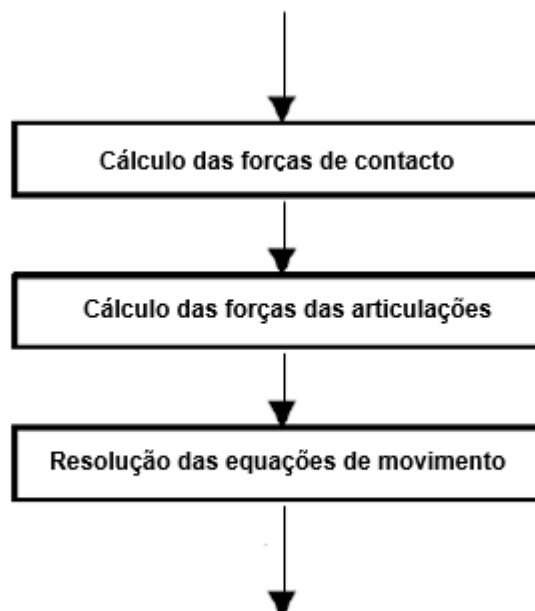 Cálculo das forças de contacto
Cálculo das forças das articulações
Resolução das equações de movimento